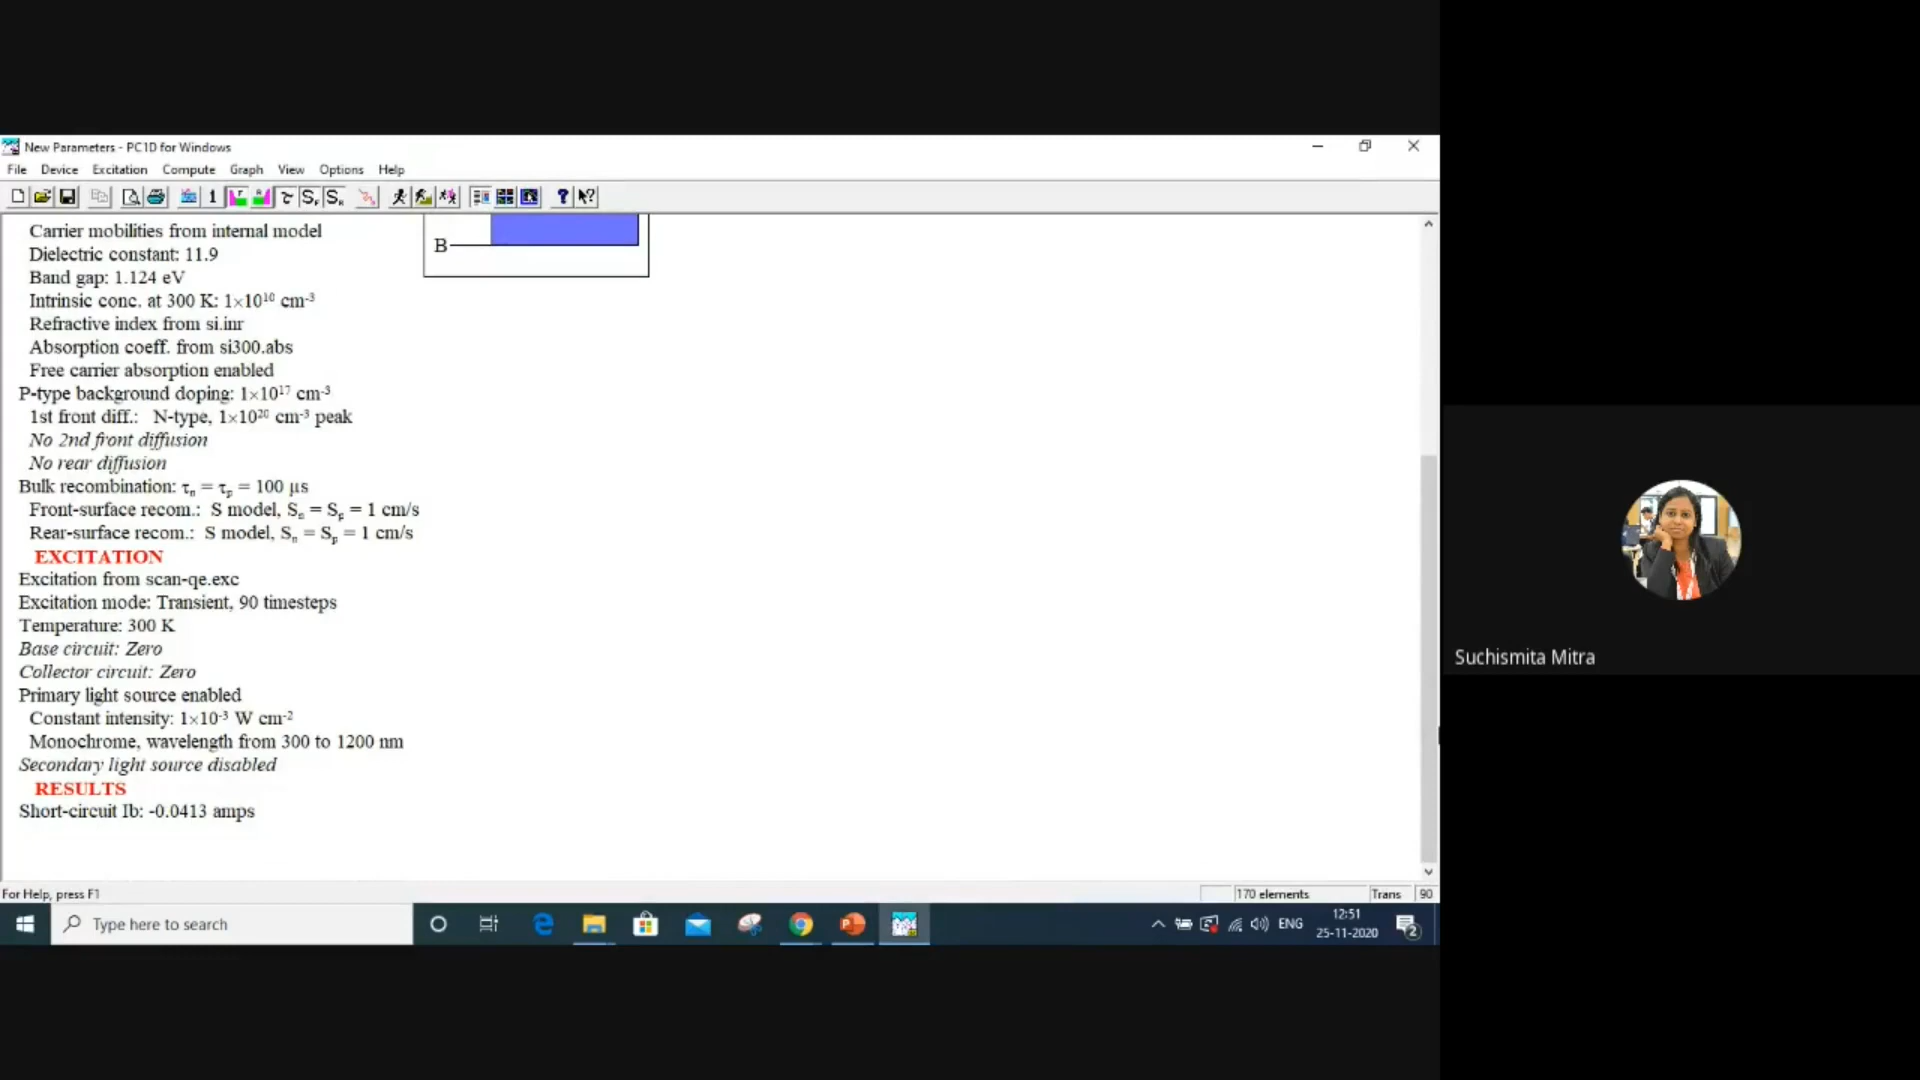 New Parameters - PC1D for Windows
File Device Excitation Compute Graph View Options Help
Carrier mobilities from internal model
Dielectric constant: 11.9
Band gap: 1.124 eV
Intrinsic conc. at 300 K: 1×10¹⁰ cm⁻³
Refractive index from si.inr
Absorption coeff. from si300.abs
Free carrier absorption enabled
P-type background doping: 1×10¹⁷ cm⁻³
1st front diff.: N-type, 1×10²⁰ cm⁻³ peak
No 2nd front diffusion
No rear diffusion
Bulk recombination: τₙ = τₚ = 100 µs
Front-surface recom.: S model, Sₙ = Sₚ = 1 cm/s
Rear-surface recom.: S model, Sₙ = Sₚ = 1 cm/s
EXCITATION
Excitation from scan-qe.exc
Excitation mode: Transient, 90 timesteps
Temperature: 300 K
Base circuit: Zero
Collector circuit: Zero
Primary light source enabled
Constant intensity: 1×10⁻³ W cm⁻²
Monochrome, wavelength from 300 to 1200 nm
Secondary light source disabled
RESULTS
Short-circuit Ib: -0.0413 amps
B
Suchismita Mitra
For Help, press F1
170 elements
Trans
90
Type here to search
ENG
12:51
25-11-2020
2